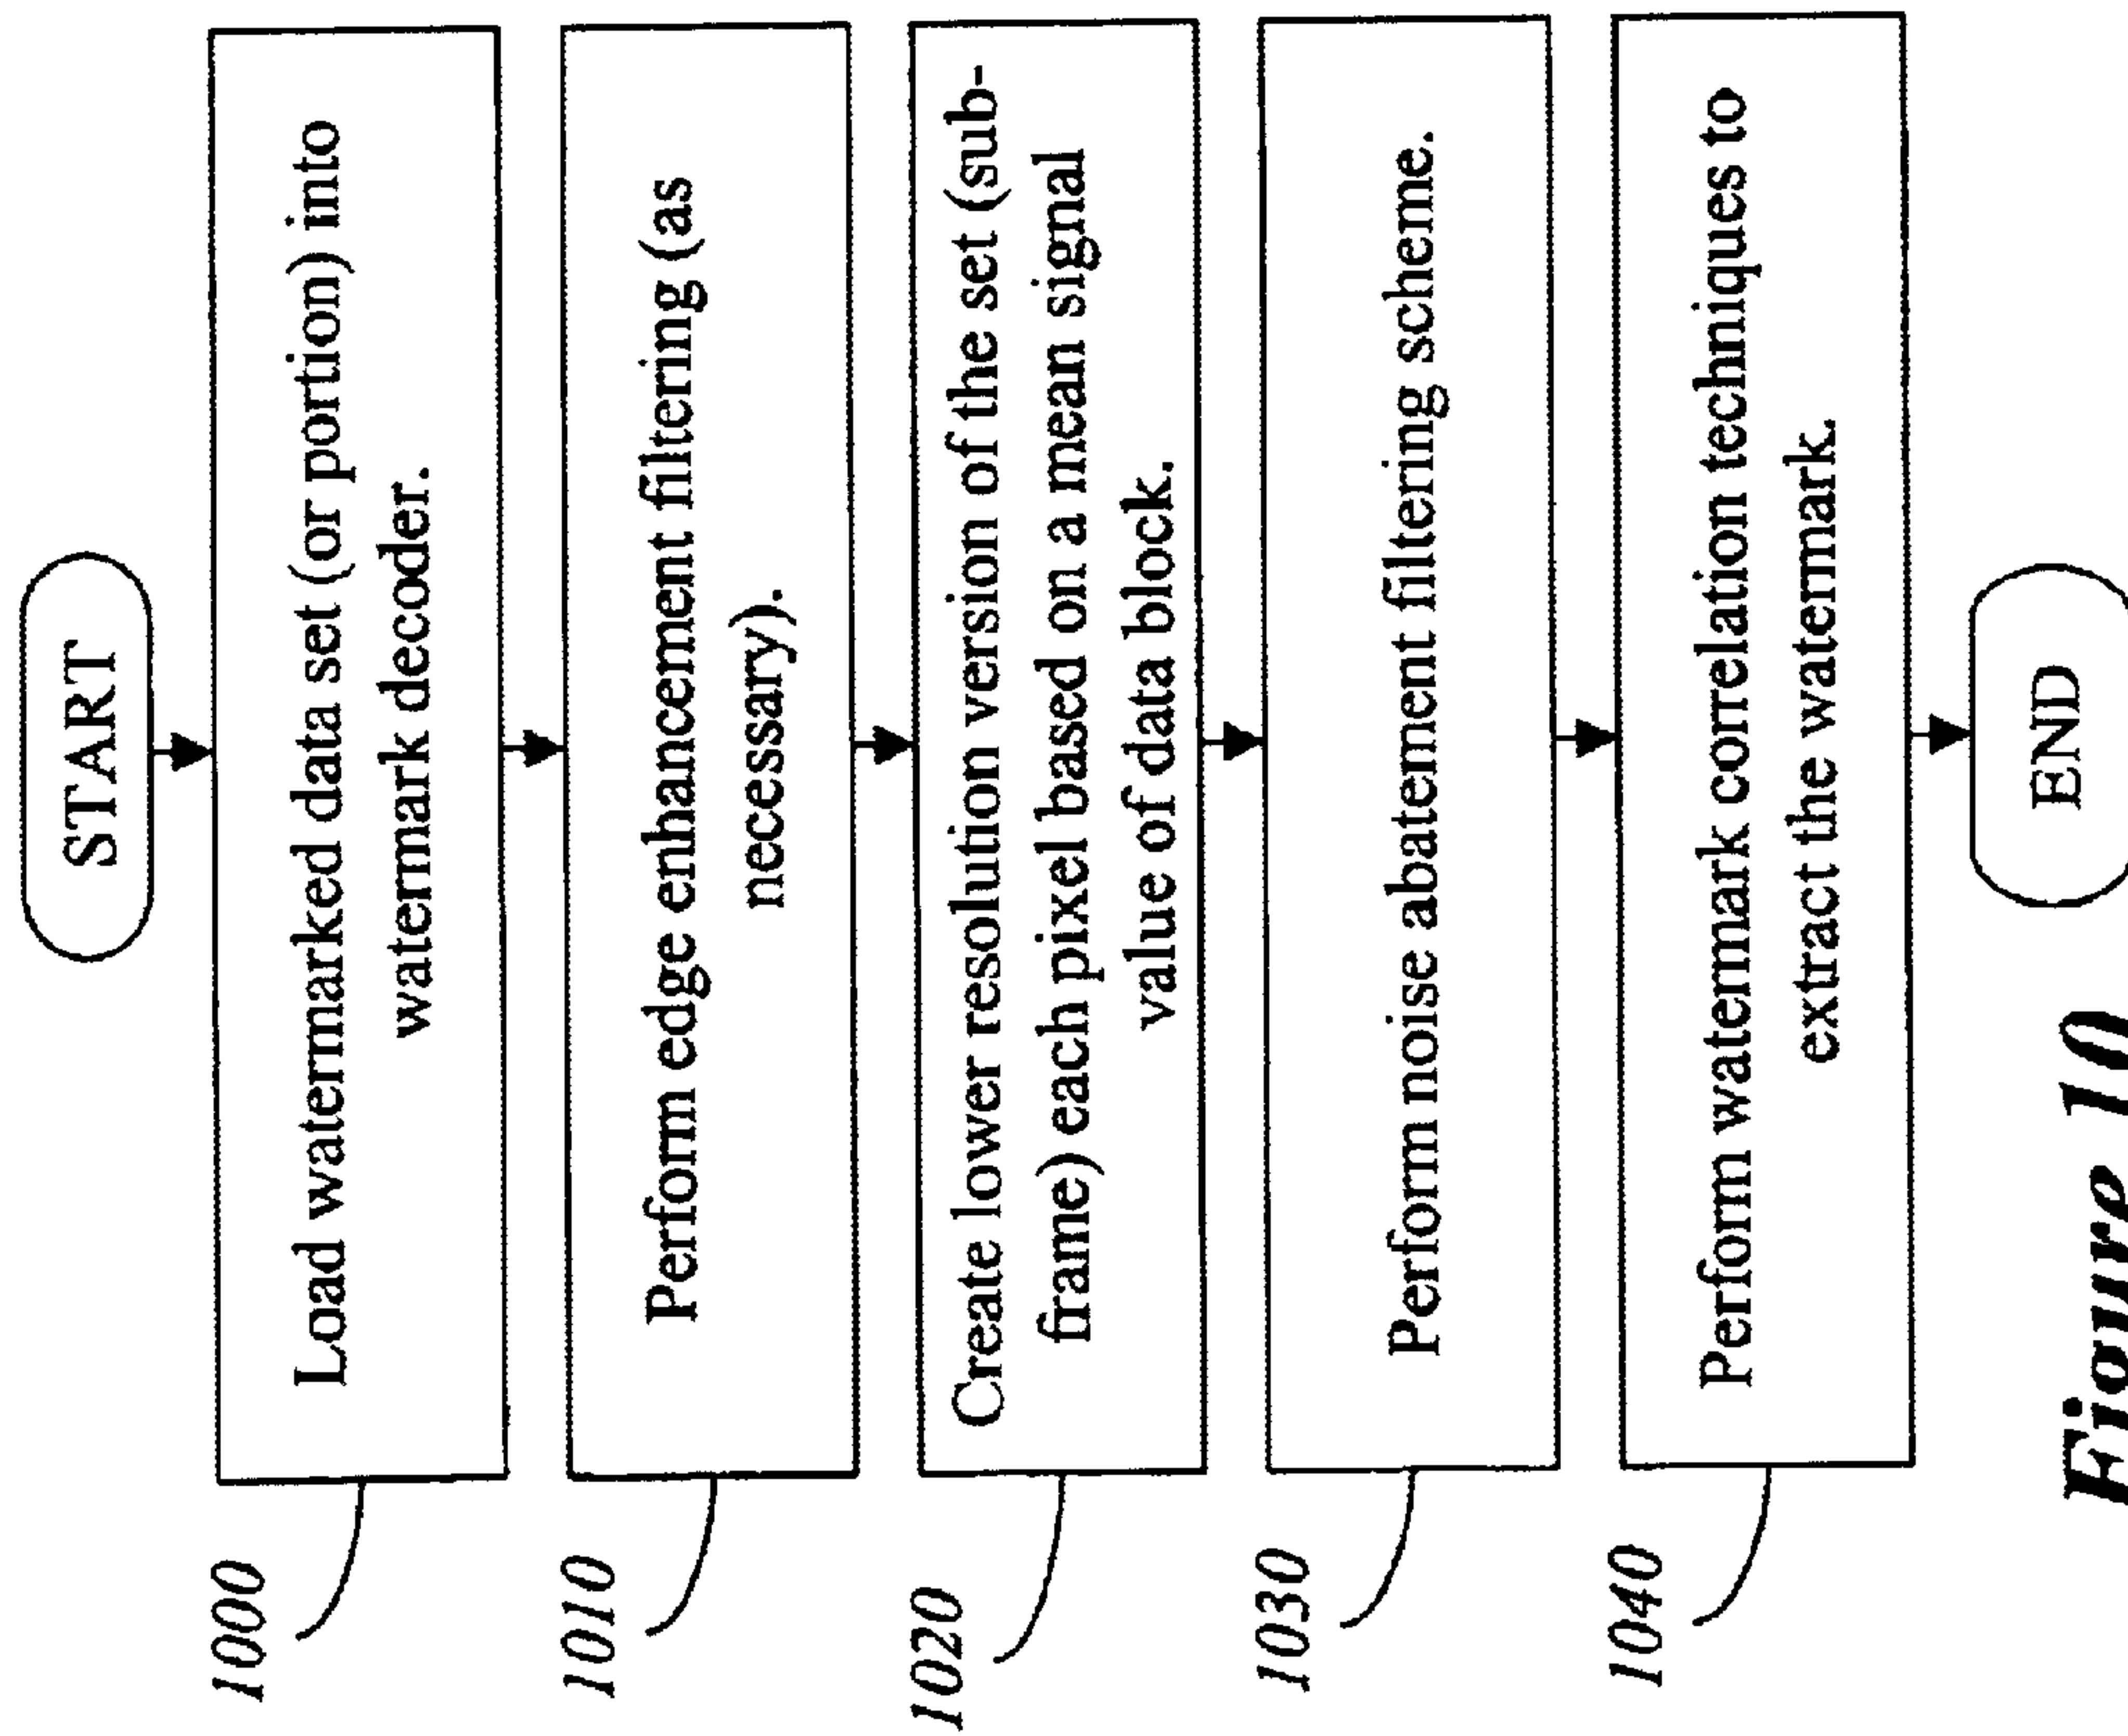 START
1000
Load watermarked data set (or portion) into
watermark decoder.
1010
Perform edge enhancement filtering (as
necessary).
1020
Create lower resolution version of the set (sub-
frame) each pixel based on a mean signal
value of data block.
1030
Perform noise abatement filtering scheme.
1040
Perform watermark correlation techniques to
extract the watermark.
END
Figure 10